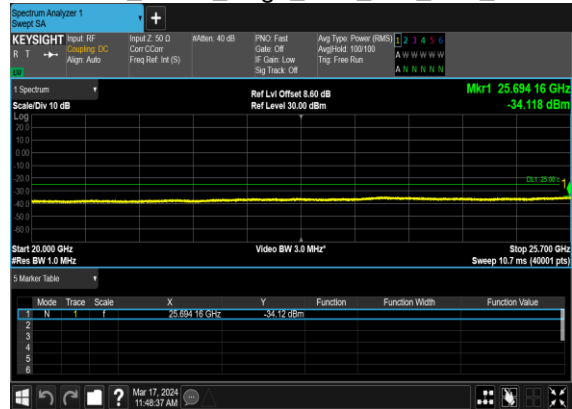 Spectrum Analyzer 1
Swept SA
+
KEYSIGHT Input: RF Input Z: 50 Ω #Atten: 40 dB PNO: Fast Avg Type: Power (RMS) 1 2 3 4 5 6
R T Coupling: DC Corr CCorr Gate: Off Avg|Hold: 100/100 A W W W W W
Align: Auto Freq Ref: Int (S) IF Gain: Low Trig: Free Run A N N N N N
Sig Track: Off
1 Spectrum Ref Lvl Offset 8.60 dB Mkr1 25.694 16 GHz
Scale/Div 10 dB Ref Level 30.00 dBm -34.118 dBm
Log
20.0
10.0
0.00
-10.0
-20.0
DL1 -25.00
1
-30.0
-40.0
-50.0
-60.0
Start 20.000 GHz Video BW 3.0 MHz* Stop 25.700 GHz
#Res BW 1.0 MHz Sweep 10.7 ms (40001 pts)
5 Marker Table
Mode Trace Scale X Y Function Function Width Function Value
1 N 1 f 25.694 16 GHz -34.12 dBm
2
3
4
5
6
? Mar 17, 2024
11:48:37 AM